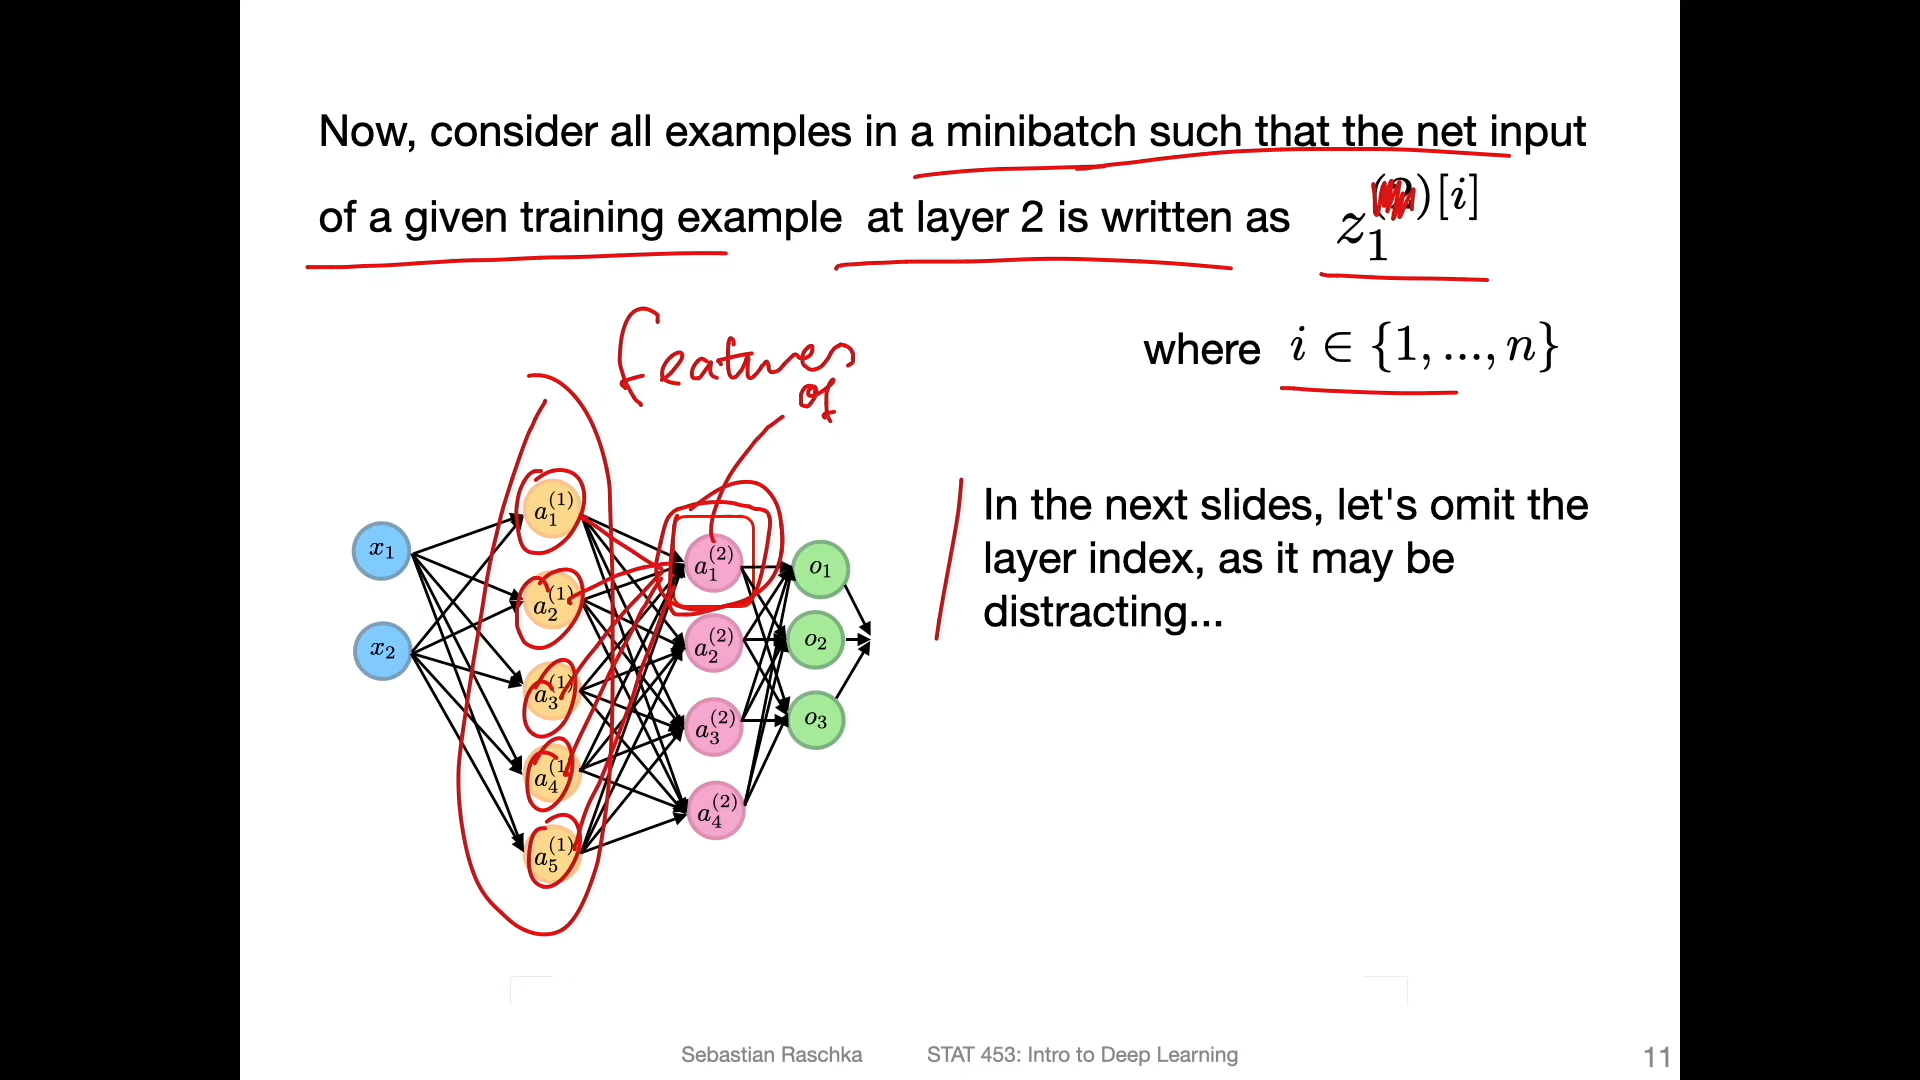 Now, consider all examples in a minibatch such that the net input
of a given training example at layer 2 is written as z_1^{(2)[i]}
where i ∈ {1, ..., n}
features
of
In the next slides, let's omit the
layer index, as it may be
distracting...
x_1
x_2
a_1^{(1)}
a_2^{(1)}
a_3^{(1)}
a_4^{(1)}
a_5^{(1)}
a_1^{(2)}
a_2^{(2)}
a_3^{(2)}
a_4^{(2)}
o_1
o_2
o_3
Sebastian Raschka STAT 453: Intro to Deep Learning 11